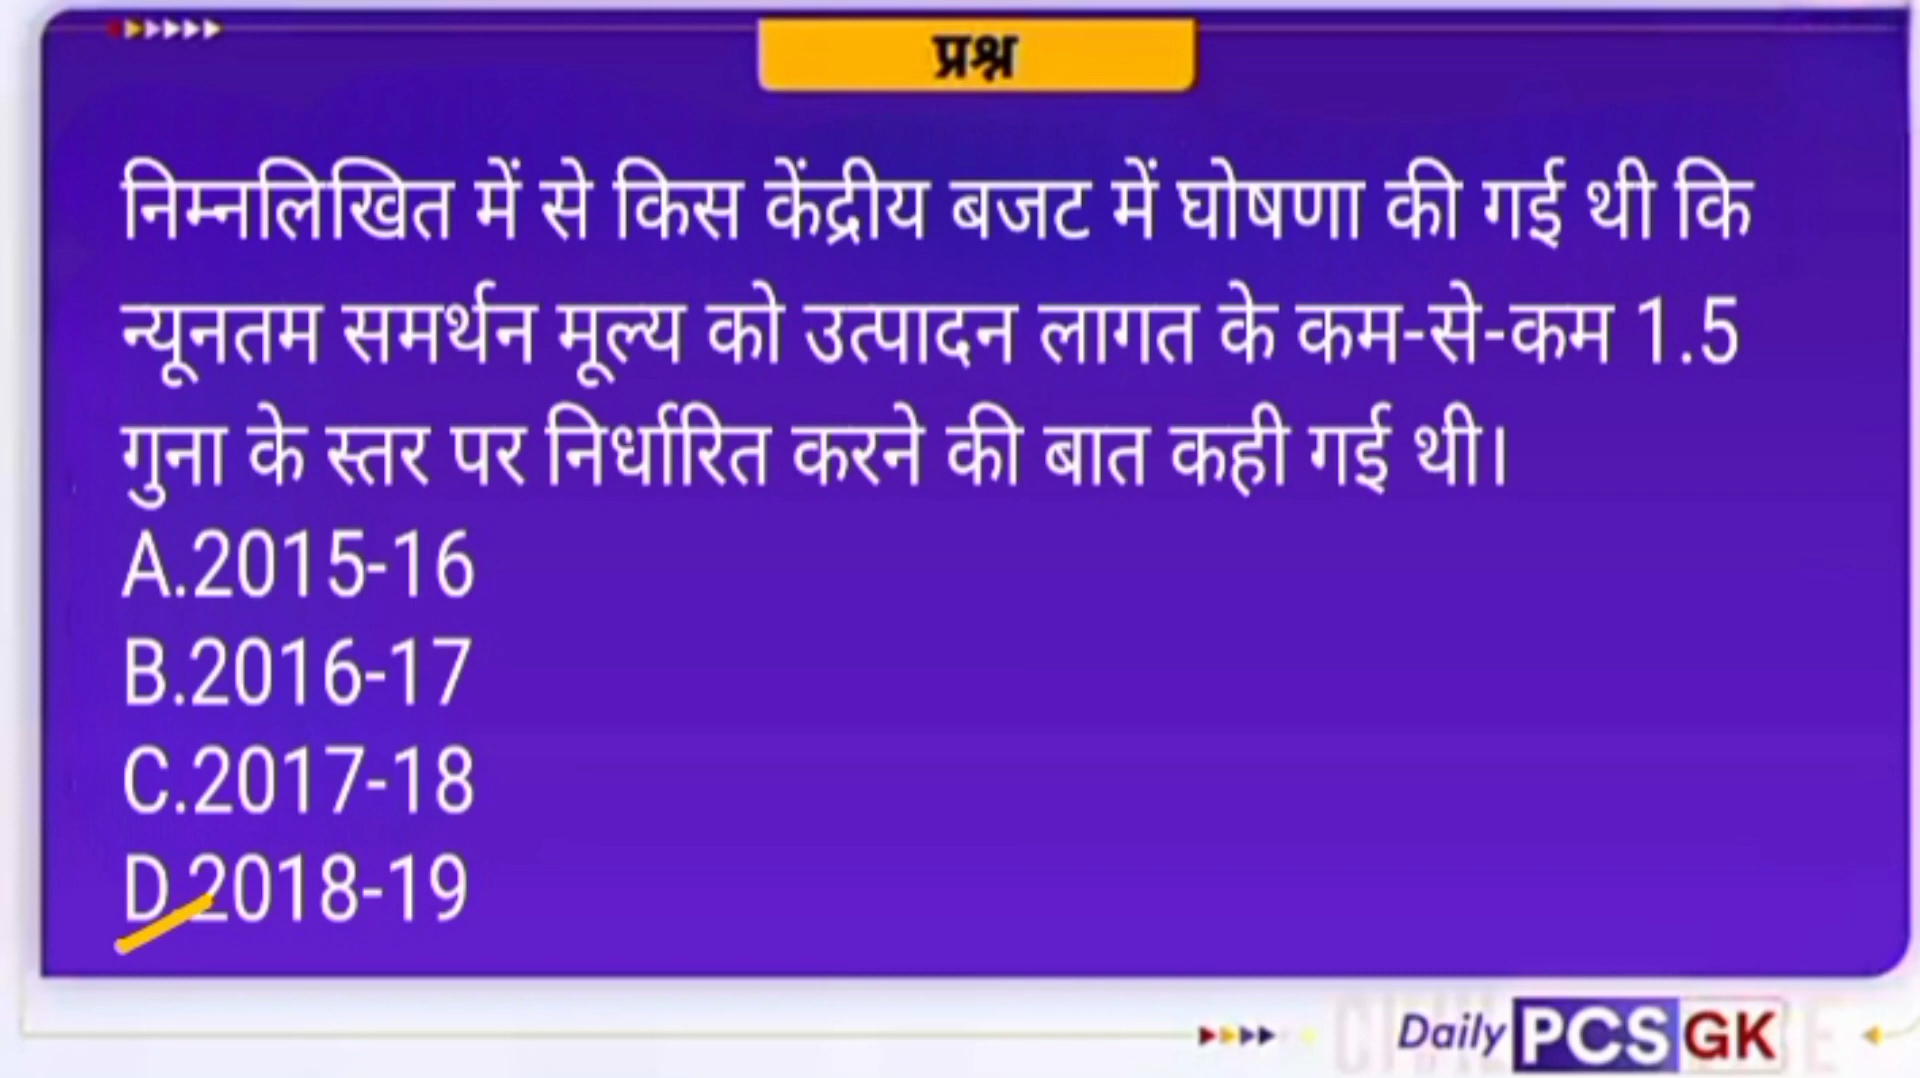 प्रश्न
निम्नलिखित में से किस केंद्रीय बजट में घोषणा की गई थी कि
न्यूनतम समर्थन मूल्य को उत्पादन लागत के कम-से-कम 1.5
गुना के स्तर पर निर्धारित करने की बात कही गई थी।
A.2015-16
B.2016-17
C.2017-18
D.2018-19
Daily PCS GK